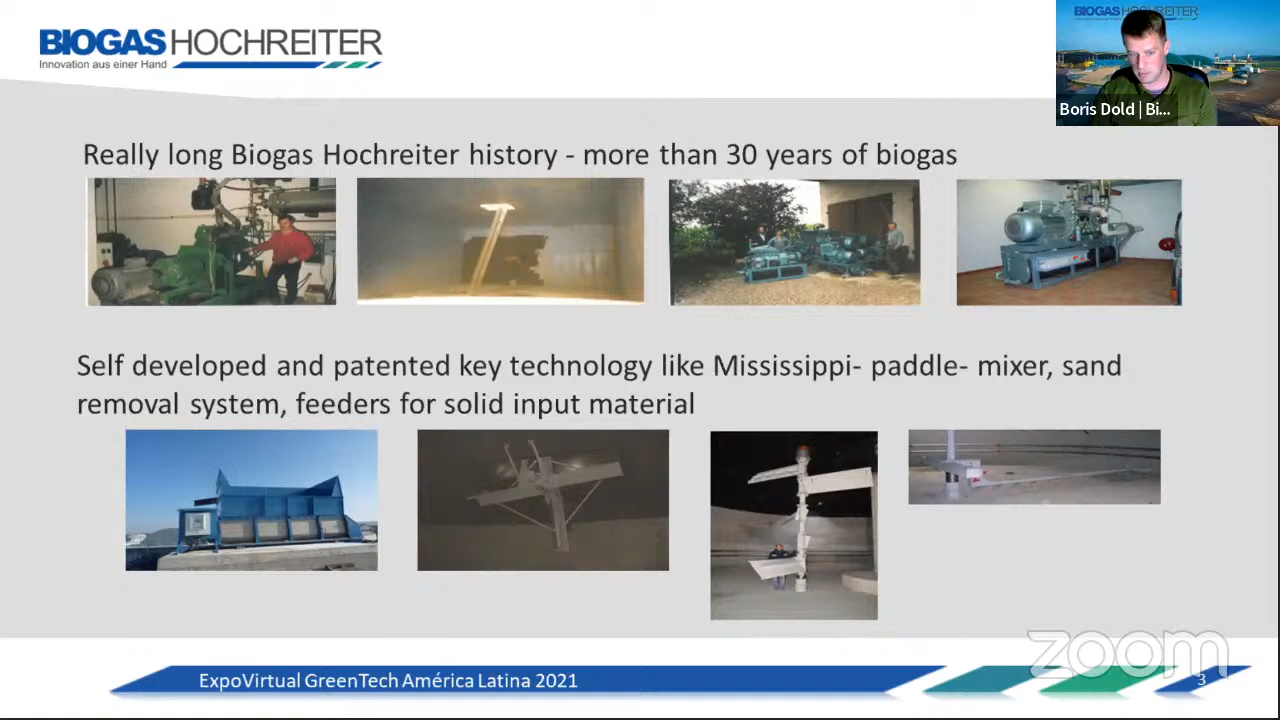 BIOGAS HOCHREITER
Innovation aus einer Hand
BIOGAS HOCHREITER
Boris Dold | Bi...
Really long Biogas Hochreiter history - more than 30 years of biogas
Self developed and patented key technology like Mississippi- paddle- mixer, sand
removal system, feeders for solid input material
zoom
ExpoVirtual GreenTech América Latina 2021
3